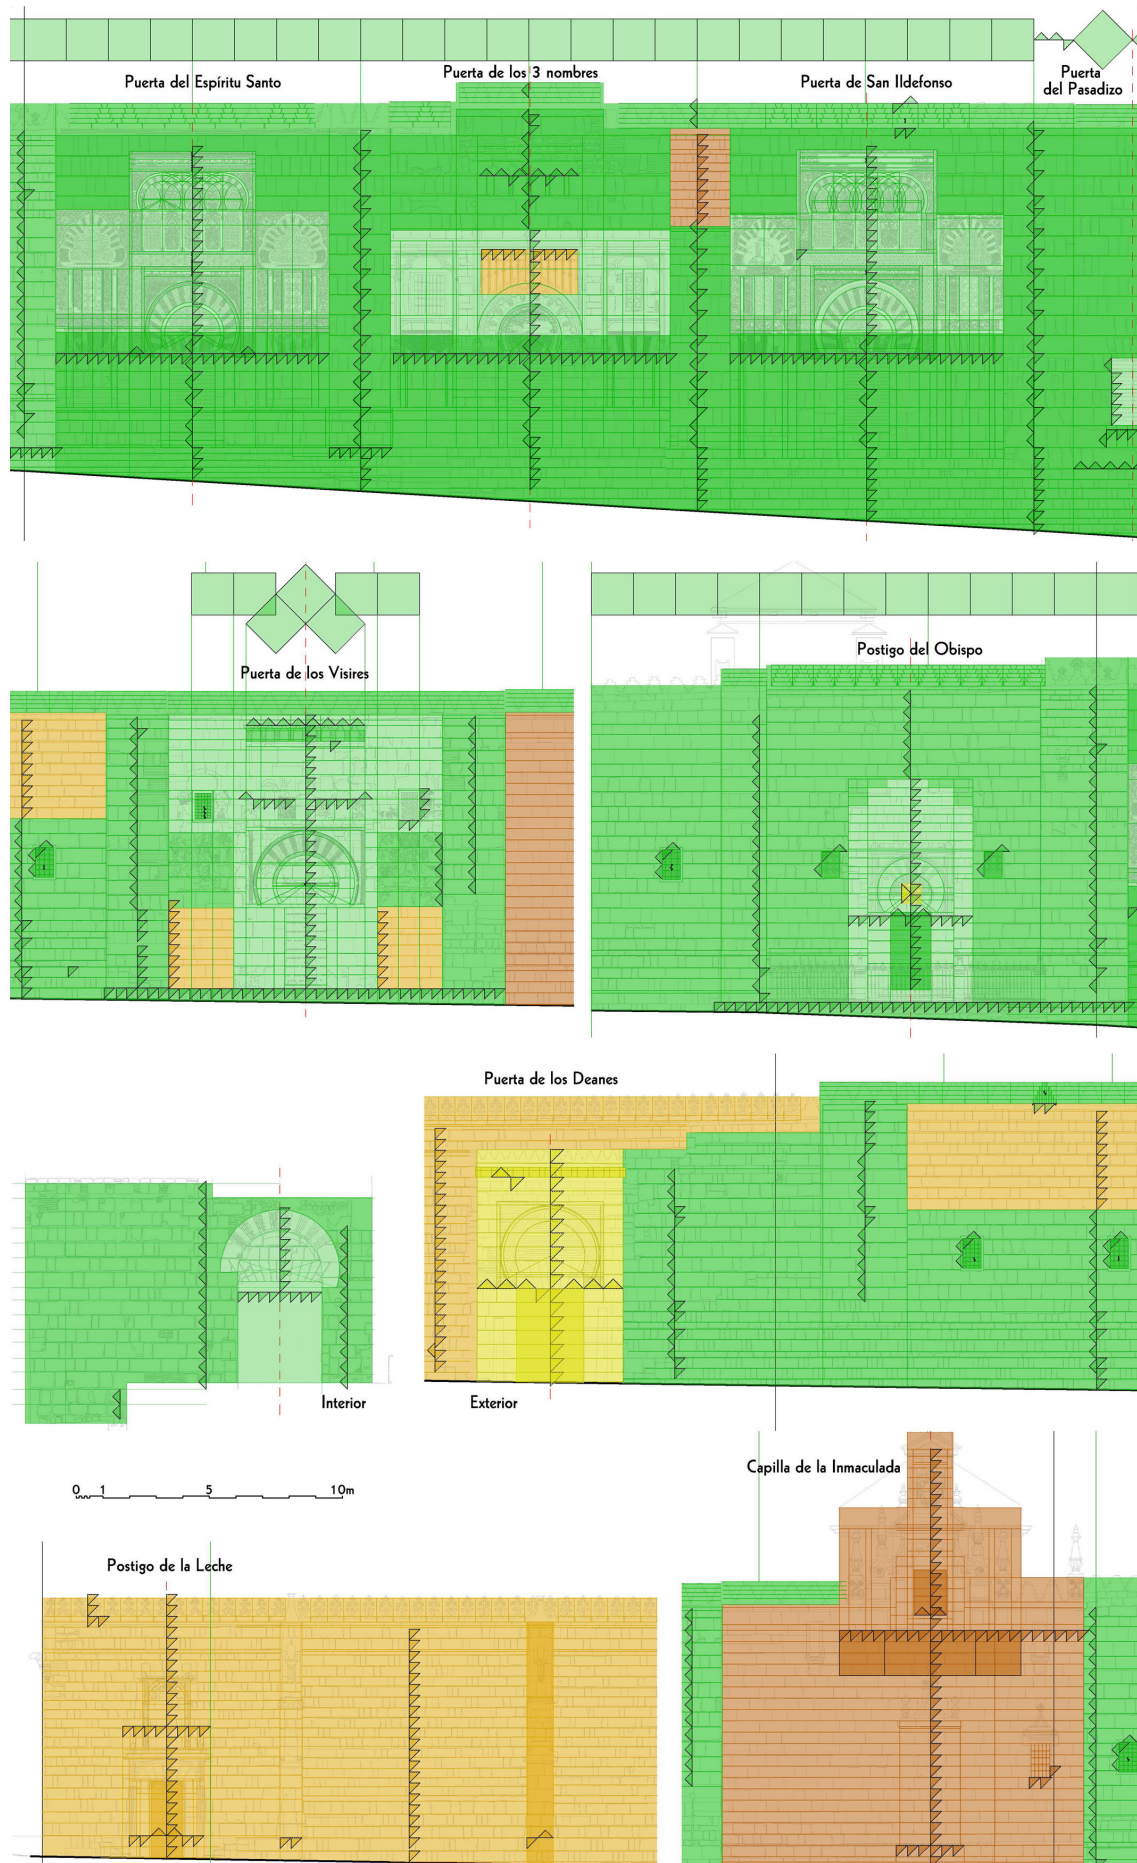 Puerta del Espíritu Santo
Puerta de los 3 nombres
Puerta de San Ildefonso
Puerta
del Pasadizo
Puerta de los Visires
Postigo del Obispo
Puerta de los Deanes
Interior
Exterior
Capilla de la Inmaculada
0 1 5 10m
Postigo de la Leche